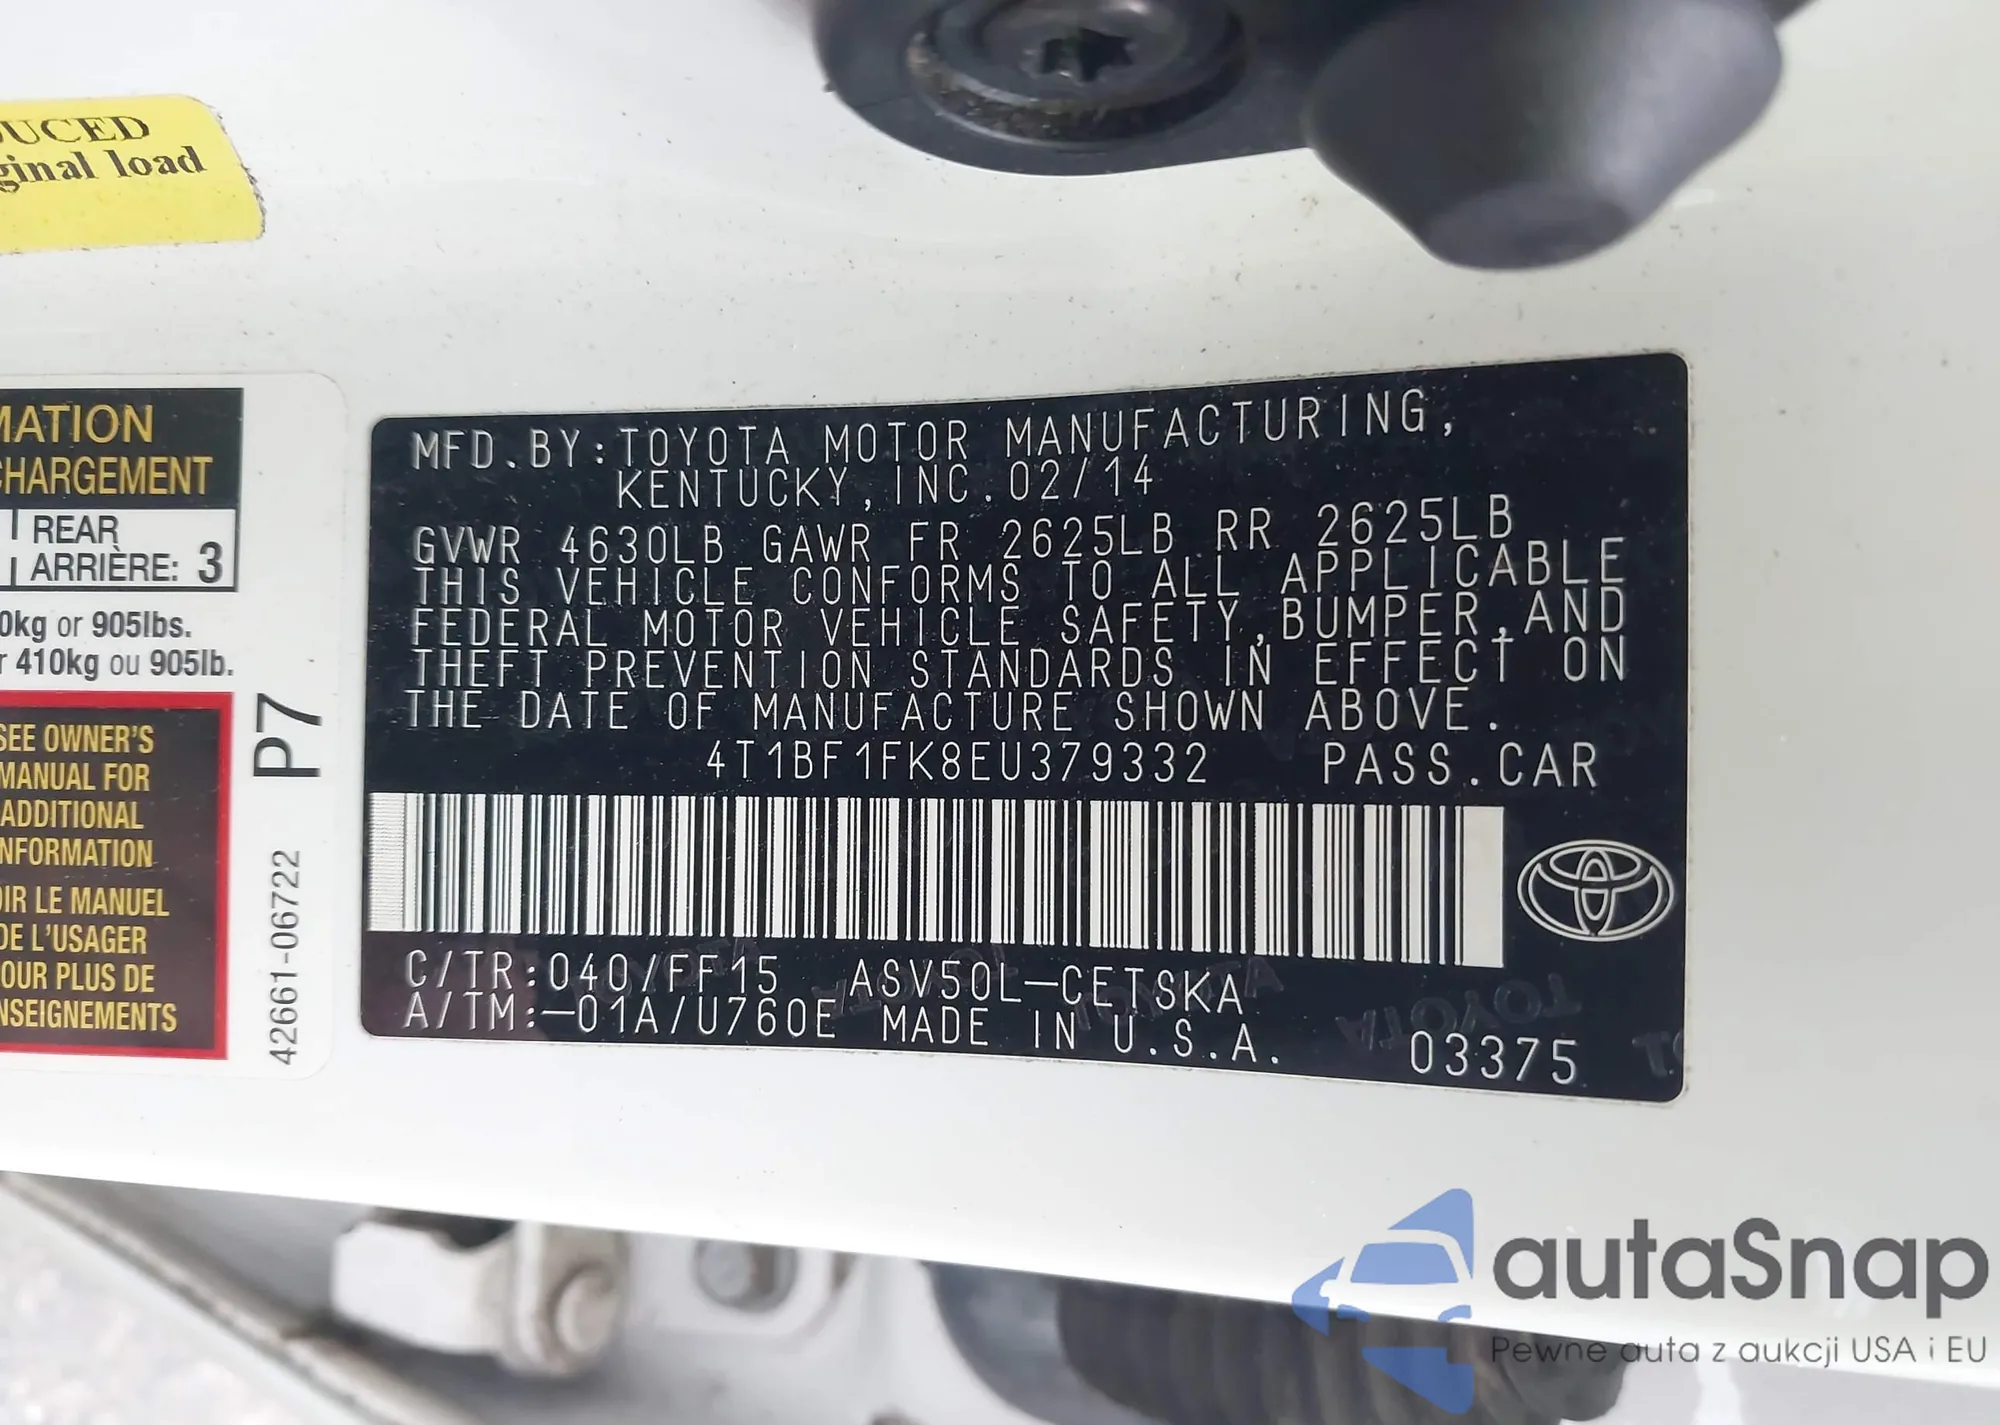 DUCED
ginal load
MATION
CHARGEMENT
REAR
ARRIÈRE: 3
0kg or 905lbs.
r 410kg ou 905lb.
SEE OWNER'S
MANUAL FOR
ADDITIONAL
NFORMATION
OIR LE MANUEL
DE L'USAGER
OUR PLUS DE
NSEIGNEMENTS
P7
42661-06722
MFD.BY:TOYOTA MOTOR MANUFACTURING,
KENTUCKY,INC.02/14
GVWR 4630LB GAWR FR 2625LB RR 2625LB
THIS VEHICLE CONFORMS TO ALL APPLICABLE
FEDERAL MOTOR VEHICLE SAFETY,BUMPER,AND
THEFT PREVENTION STANDARDS IN EFFECT ON
THE DATE OF MANUFACTURE SHOWN ABOVE.
4T1BF1FK8EU379332 PASS.CAR
C/TR:040/FF15 ASV50L-CETSKA
A/TM:-01A/U760E MADE IN U.S.A.
03375
autaSnap
Pewne auta z aukcji USA i EU